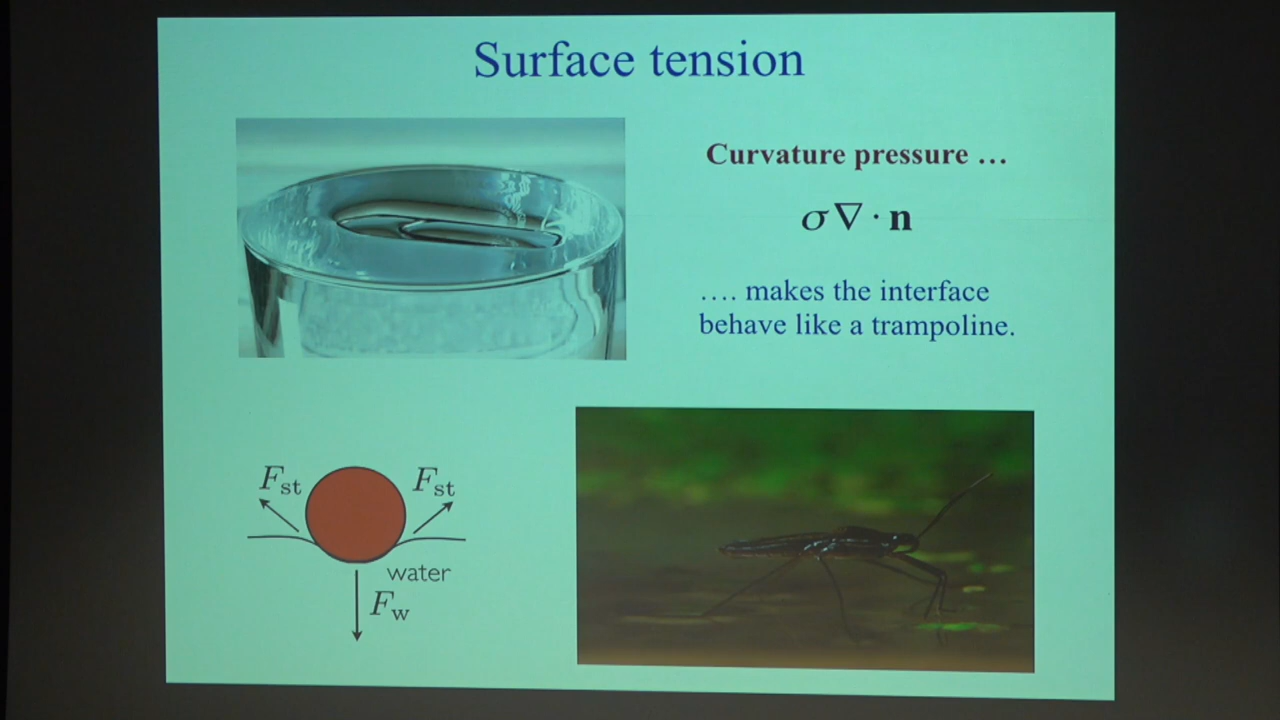 Surface tension
Curvature pressure …
σ∇ · n
…. makes the interface
behave like a trampoline.
F_st
F_st
water
F_w